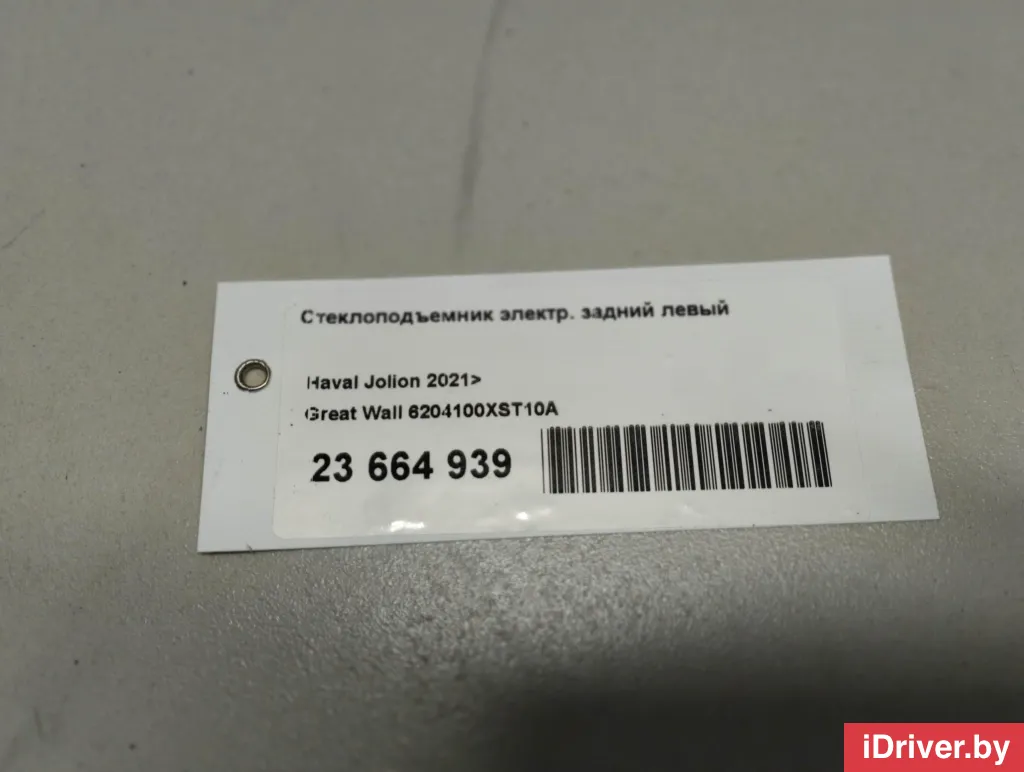 Стеклоподъемник электр. задний левый
Haval Jolion 2021>
Great Wall 6204100XST10A
23 664 939
iDriver.by